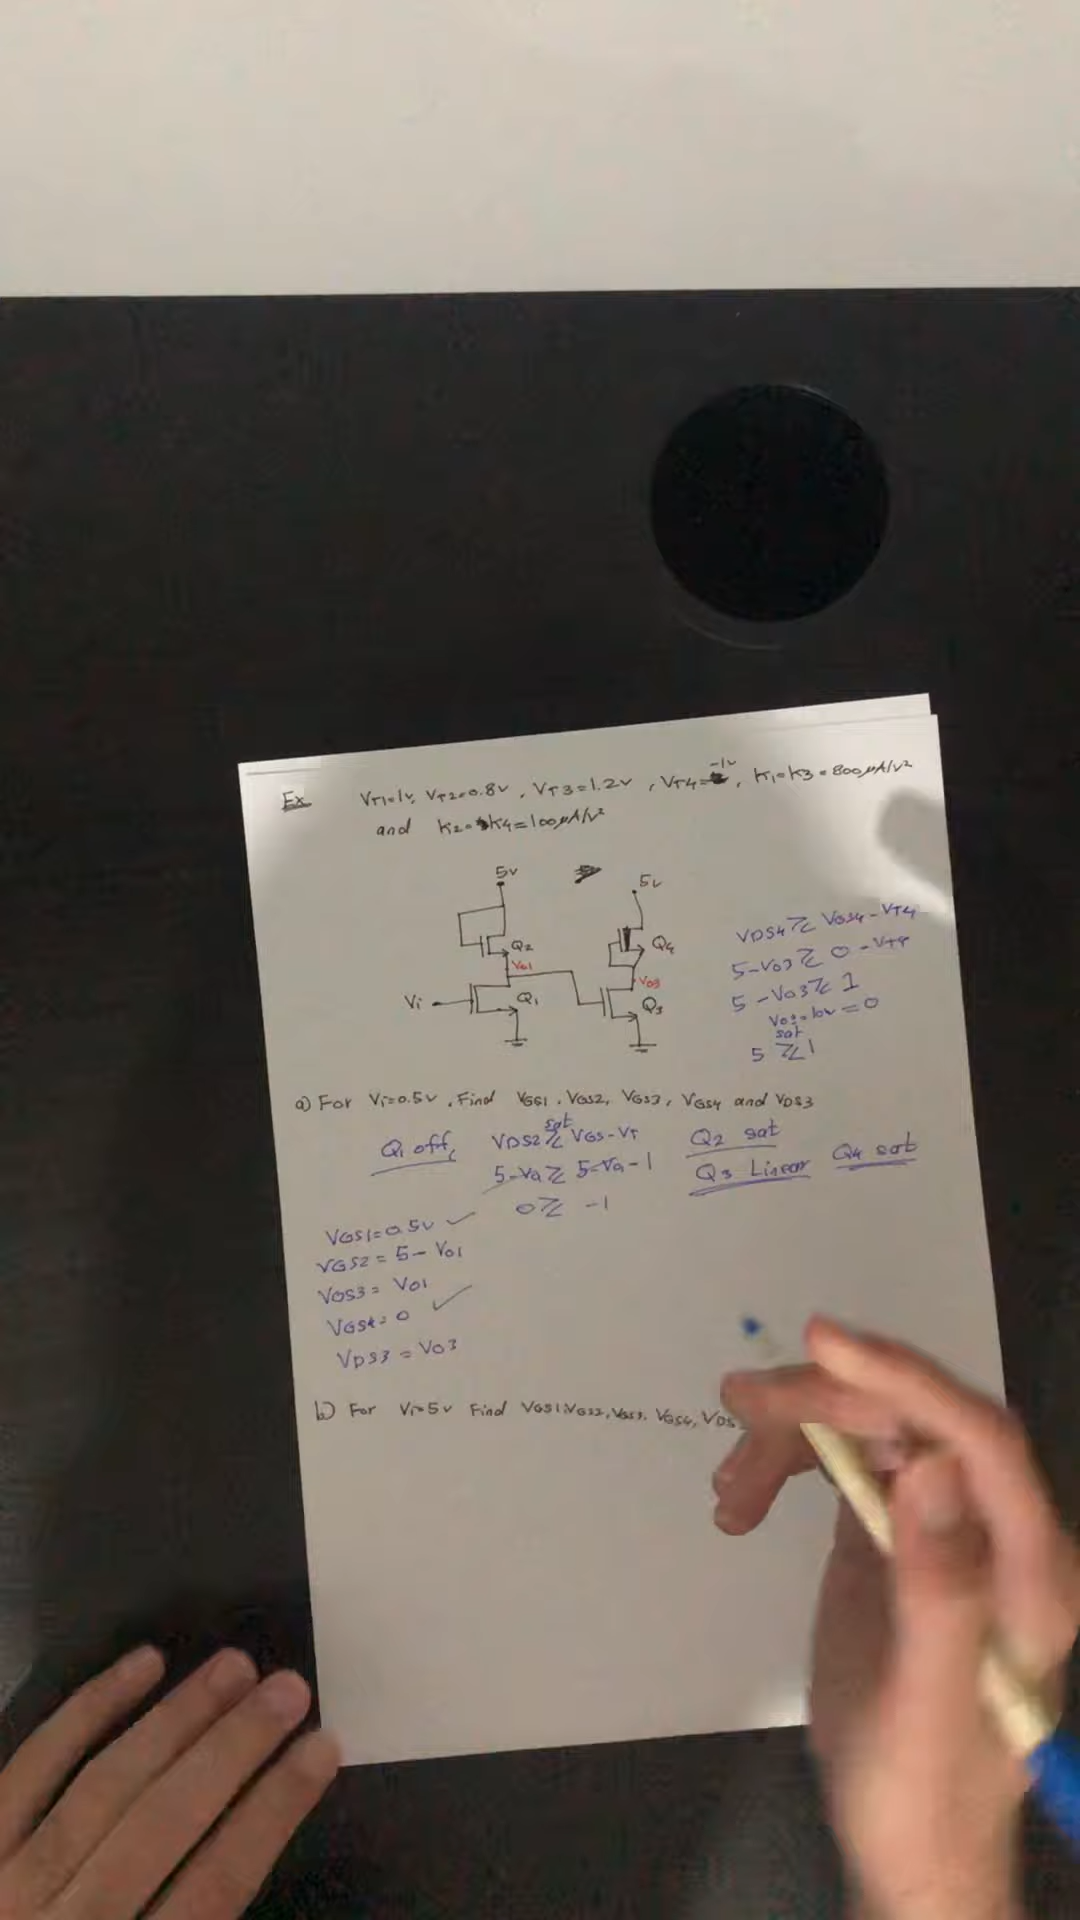 Ex VT1=1v, VT2=0.8v, VT3=1.2v, VT4=-1v, K1=K3=800μA/v²
and K2=K4=100μA/v²
5v
5v
Q2
Q4
Vo1
Vo3
Vi
Q1
Q3
VDS4 ≥ VGS4-VT4
5-Vo3 ≥ 0-VT4
5-Vo3 ≥ 1
Vo3=low=0
sat
5 ≥ 1
a) For Vi=0.5v. Find VGS1, VGS2, VGS3, VGS4 and VDS3
Q1 off,
sat
VDS2 ≥ VGS-VT
5-Va ≥ 5-Va-1
0 ≥ -1
Q2 sat
Q3 Linear
Q4 sat
VGS1=0.5v ✓
VGS2=5-Vo1
VGS3=Vo1
VGS4=0 ✓
VDS3=Vo3
b) For Vi=5v Find VGS1, VGS2, VGS3, VGS4, VDS